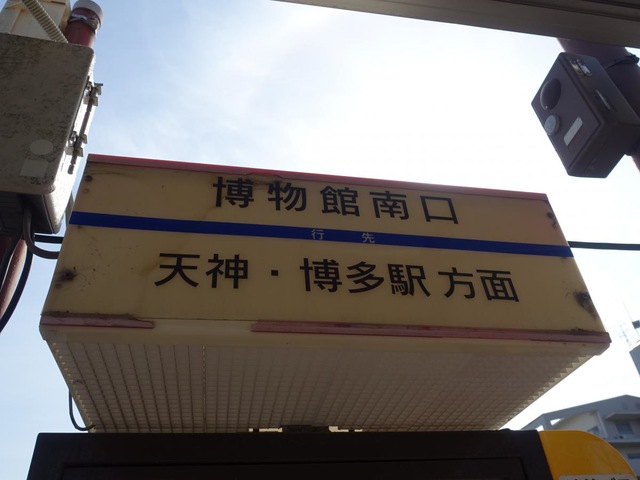 博物館南口
行先
天神・博多駅方面